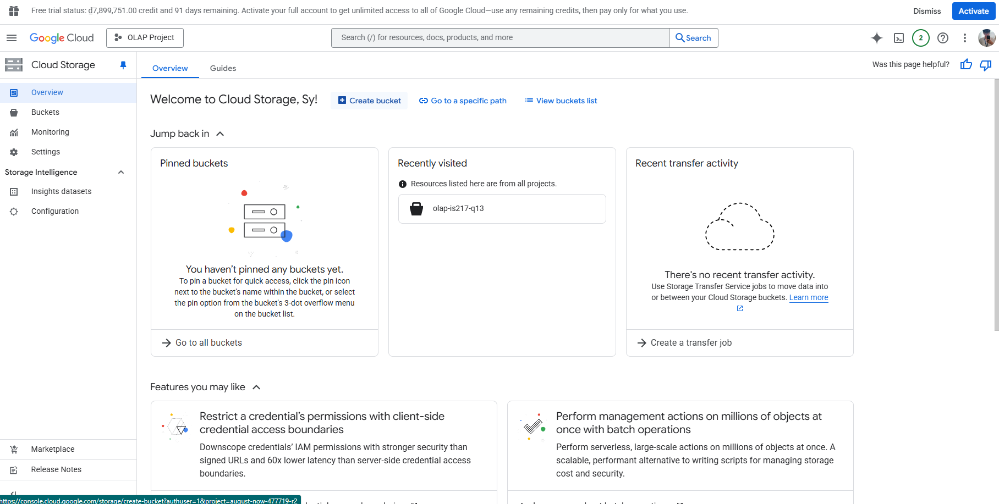 Free trial status: ₫7,899,751.00 credit and 91 days remaining. Activate your full account to get unlimited access to all of Google Cloud—use any remaining credits, then pay only for what you use.
Dismiss
Activate
Google Cloud
OLAP Project
Search (/) for resources, docs, products, and more
Search
2
Cloud Storage
Overview
Guides
Was this page helpful?
Overview
Buckets
Monitoring
Settings
Storage Intelligence
Insights datasets
Configuration
Marketplace
Release Notes
Welcome to Cloud Storage, Sy!
Create bucket
Go to a specific path
View buckets list
Jump back in
Pinned buckets
You haven’t pinned any buckets yet.
To pin a bucket for quick access, click the pin icon
next to the bucket's name within the bucket, or select
the pin option from the bucket's 3-dot overflow menu
on the bucket list.
Go to all buckets
Recently visited
Resources listed here are from all projects.
olap-is217-q13
Recent transfer activity
There's no recent transfer activity.
Use Storage Transfer Service jobs to move data into
or between your Cloud Storage buckets. Learn more
Create a transfer job
Features you may like
Restrict a credential’s permissions with client-side
credential access boundaries
Downscope credentials’ IAM permissions with stronger security than
signed URLs and 60x lower latency than server-side credential access
boundaries.
Perform management actions on millions of objects at
once with batch operations
Perform serverless, large-scale actions on millions of objects at once. A
scalable, performant alternative to writing scripts for managing storage
cost and security.
https://console.cloud.google.com/storage/create-bucket?authuser=1&project=august-now-477719-r2